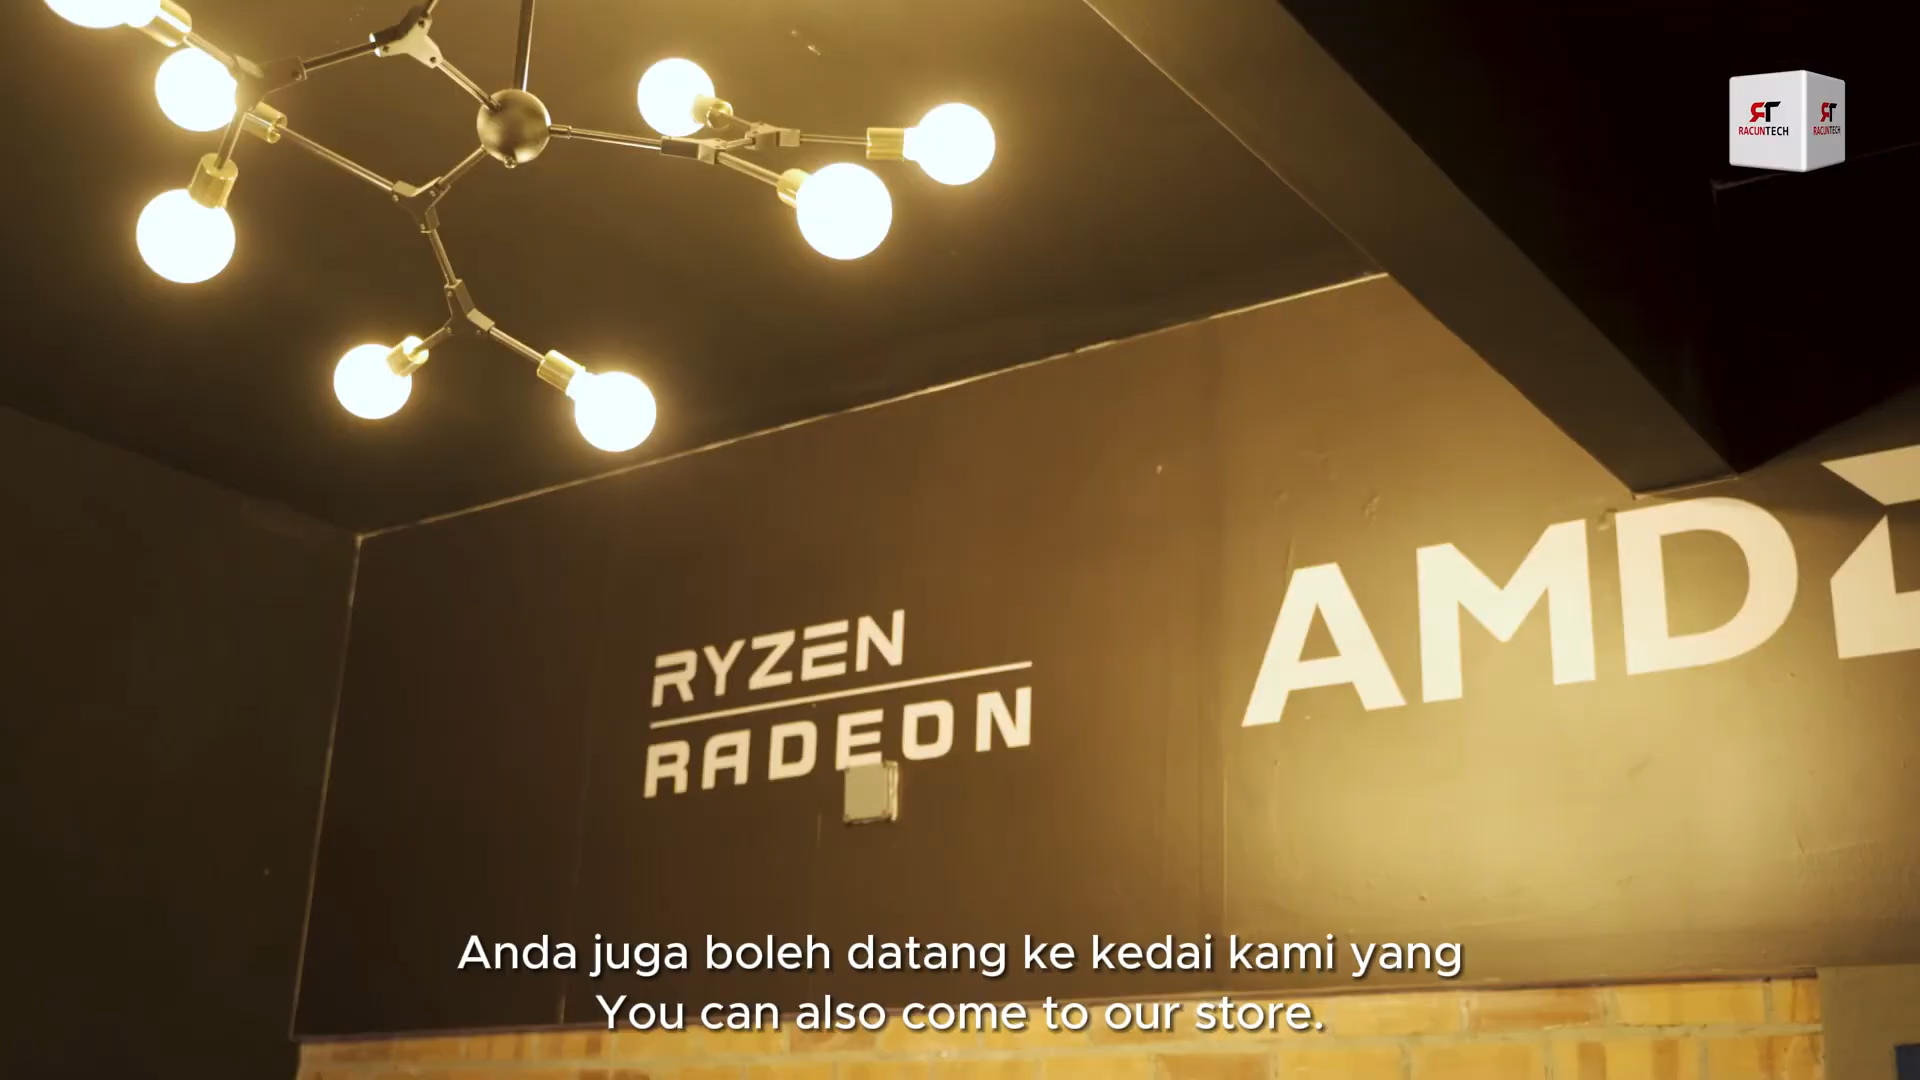 RACUNTECH
RACUNTECH
RYZEN
RADEON
AMD
Anda juga boleh datang ke kedai kami yang
You can also come to our store.